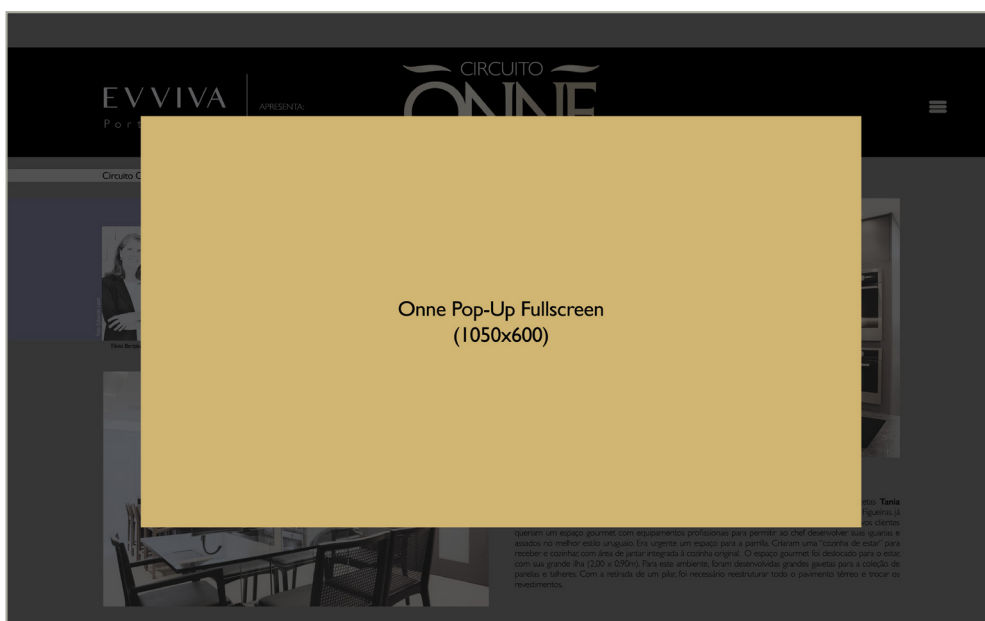 CIRCUITO
ONNE
EVVIVA
APRESENTA:
Port
Circuito C
Onne Pop-Up Fullscreen
(1050x600)
etas Tania
Figueiras, já
vos clientes
queriam um espaço gourmet com equipamentos profissionais para permitir ao chef desenvolver suas iguarias e
assados no melhor estilo uruguaio. Era urgente um espaço para a parrilla. Criaram uma "cozinha de estar" para
receber e cozinhar, com área de jantar integrada à cozinha original. O espaço gourmet foi deslocado para o estar,
com sua grande ilha (2,00 x 0,90m). Para este ambiente, foram desenvolvidas grandes gavetas para a coleção de
panelas e talheres. Com a retirada de um pilar, foi necessário reestruturar todo o pavimento térreo e trocar os
revestimentos.